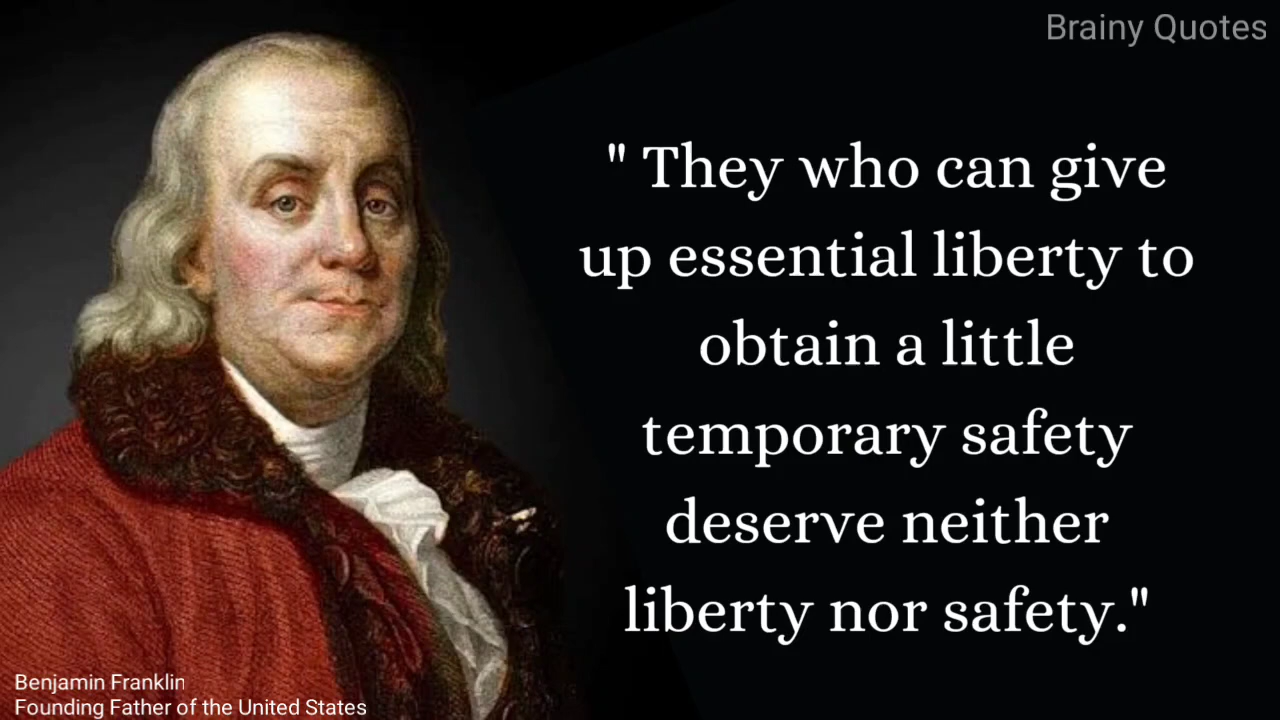 Brainy Quotes
" They who can give
up essential liberty to
obtain a little
temporary safety
deserve neither
liberty nor safety."
Benjamin Franklin
Founding Father of the United States